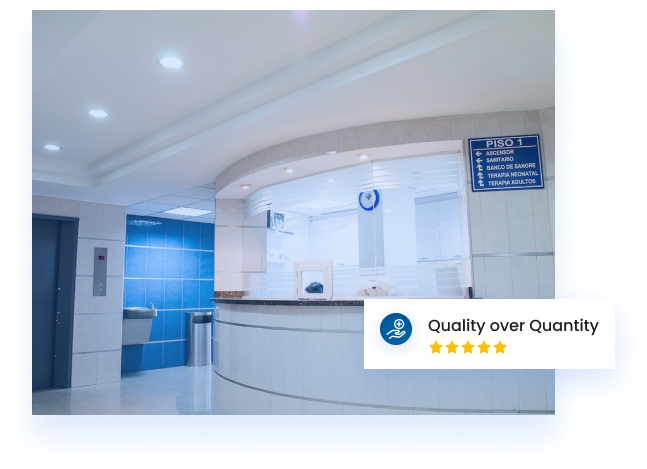 PISO 1
ASCENSOR
SANITARIO
BANCO DE SANGRE
TERAPIA NEONATAL
TERAPIA ADULTOS
Quality over Quantity